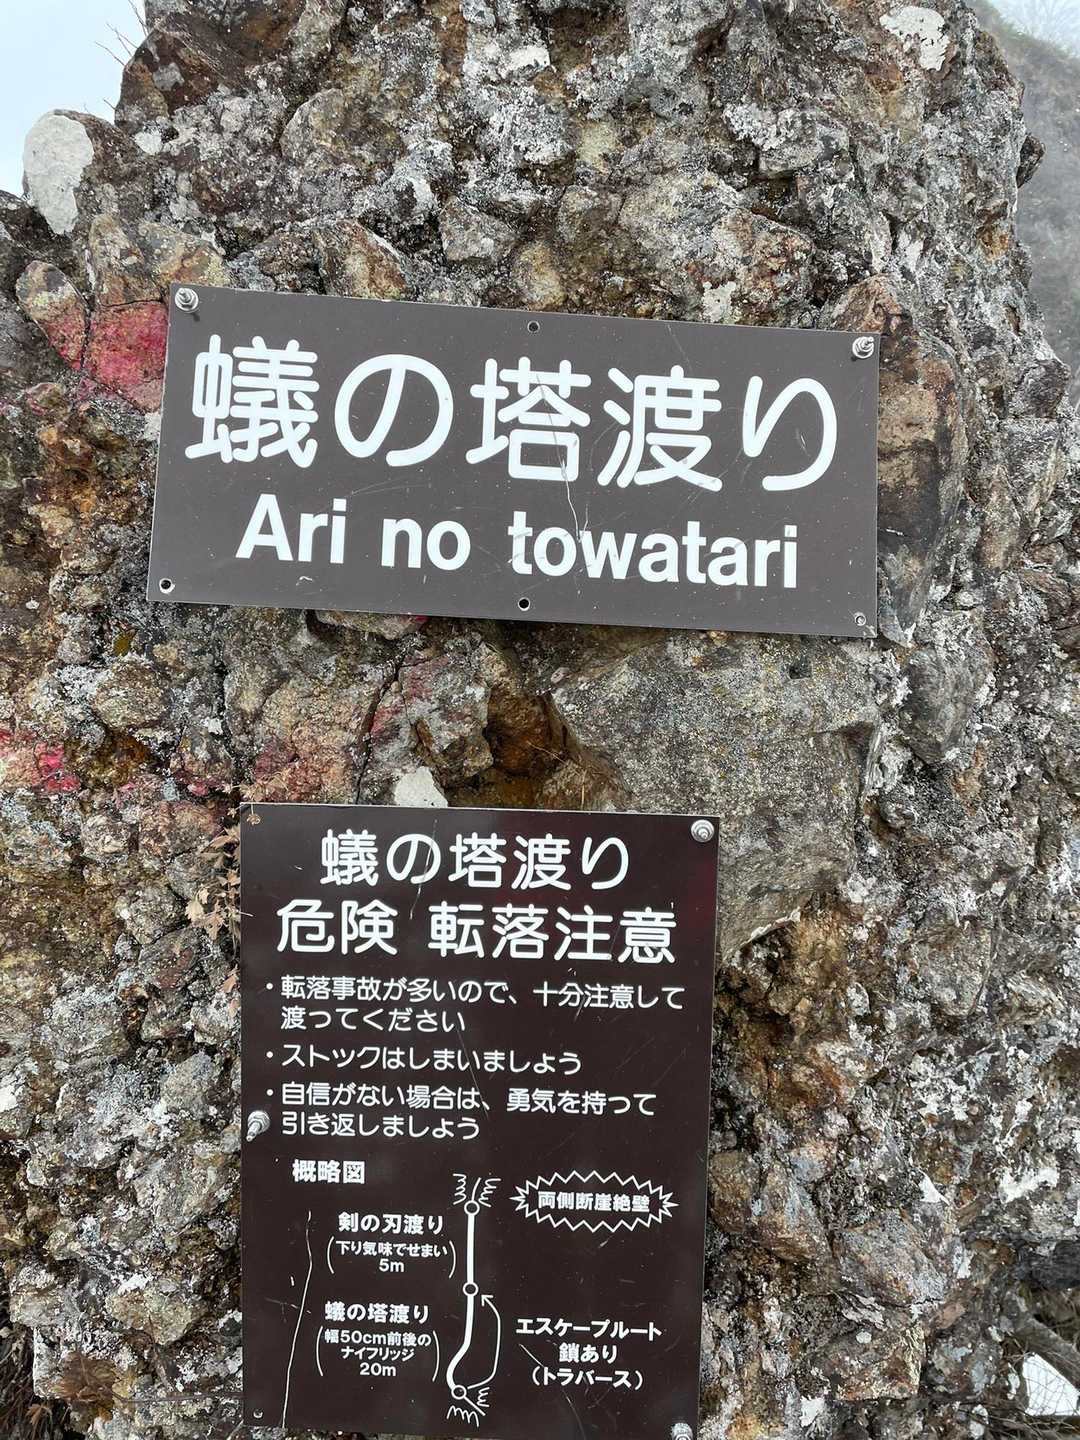 蟻の塔渡り
Ari no towatari
蟻の塔渡り
危険 転落注意
・転落事故が多いので、十分注意して
渡ってください
・ストックはしまいましょう
・自信がない場合は、勇気を持って
引き返しましょう
概略図
両側断崖絶壁
剣の刃渡り
(下り気味でせまい
5m)
蟻の塔渡り
(幅50cm前後の
ナイフリッジ
20m)
エスケープルート
鎖あり
(トラバース)